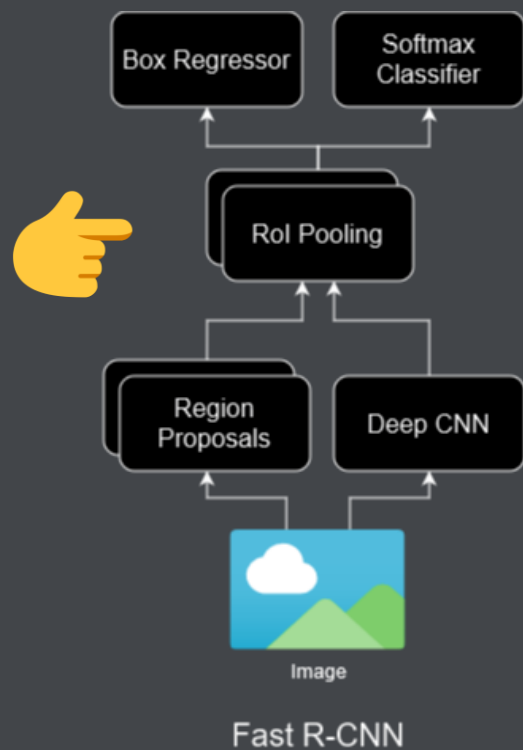 Box Regressor
Softmax
Classifier
RoI Pooling
Region
Proposals
Deep CNN
Image
Fast R-CNN